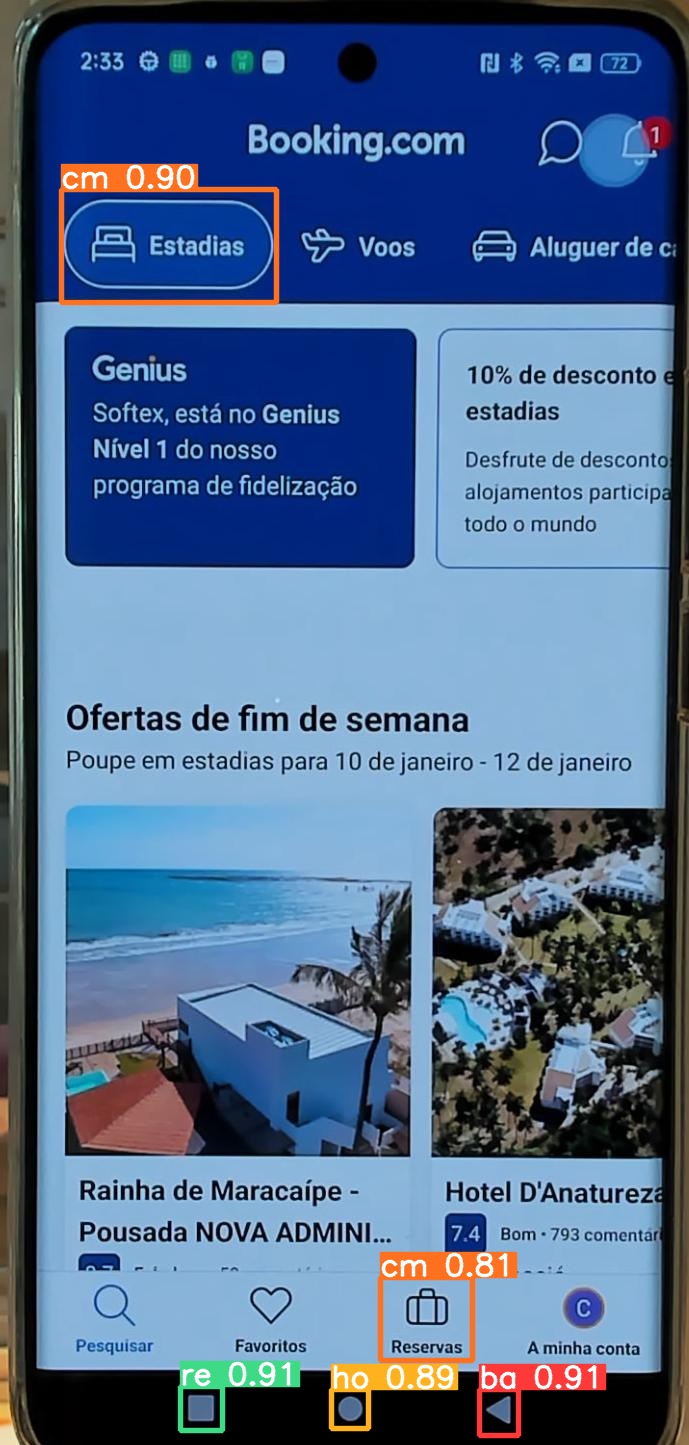 2:33
72
Booking.com
1
cm 0.90
Estadias
Voos
Aluguer de ca
Genius
Softex, está no Genius
Nível 1 do nosso
programa de fidelização
10% de desconto e
estadias
Desfrute de desconto
alojamentos participa
todo o mundo
Ofertas de fim de semana
Poupe em estadias para 10 de janeiro - 12 de janeiro
Rainha de Maracaípe -
Pousada NOVA ADMINI...
Hotel D'Anatureza
7.4 Bom · 793 comentári
cm 0.81
Pesquisar
Favoritos
Reservas
C
A minha conta
re 0.91
ho 0.89
ba 0.91